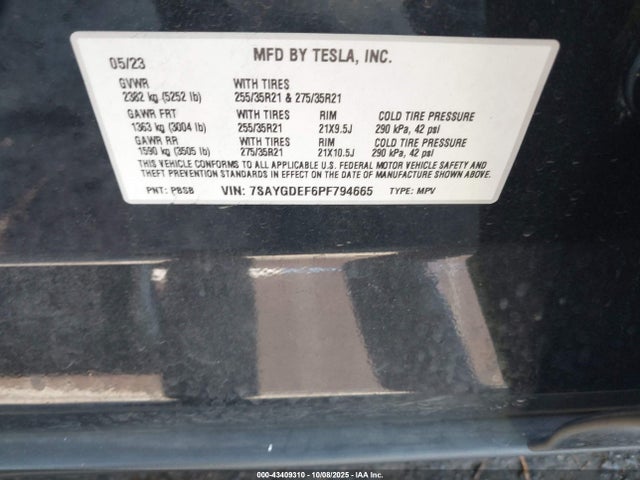 05/23 MFD BY TESLA, INC.
GVWR WITH TIRES
2382 kg (5252 lb) 255/35R21 & 275/35R21
GAWR FRT WITH TIRES RIM COLD TIRE PRESSURE
1363 kg (3004 lb) 255/35R21 21X9.5J 290 kPa, 42 psi
GAWR RR WITH TIRES RIM COLD TIRE PRESSURE
1590 kg (3505 lb) 275/35R21 21X10.5J 290 kPa, 42 psi
THIS VEHICLE CONFORMS TO ALL APPLICABLE U.S. FEDERAL MOTOR VEHICLE SAFETY AND
THEFT PREVENTION STANDARDS IN EFFECT ON THE DATE OF MANUFACTURE SHOWN ABOVE.
PNT: PBSB VIN: 7SAYGDEF6PF794665 TYPE: MPV
000-43409310 - 10/08/2025 - IAA Inc.